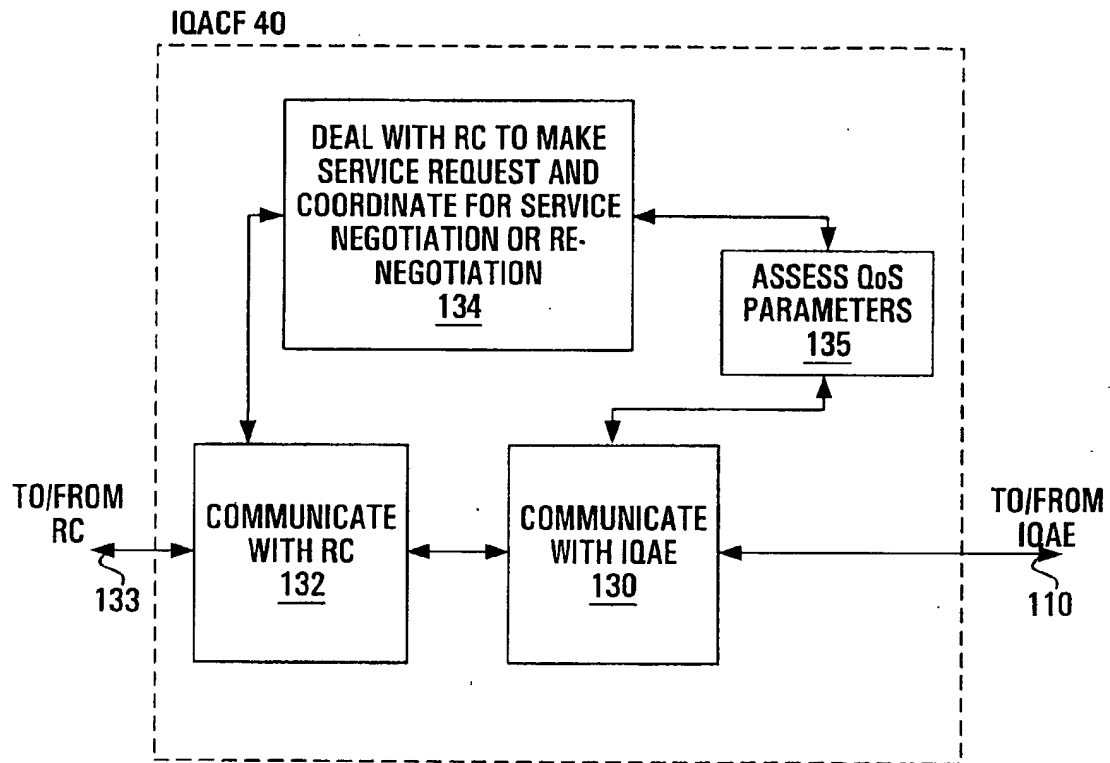 IQACF 40
DEAL WITH RC TO MAKE
SERVICE REQUEST AND
COORDINATE FOR SERVICE
NEGOTIATION OR RE-
NEGOTIATION
134
ASSESS QoS
PARAMETERS
135
TO/FROM
RC
133
COMMUNICATE
WITH RC
132
COMMUNICATE
WITH IQAE
130
TO/FROM
IQAE
110